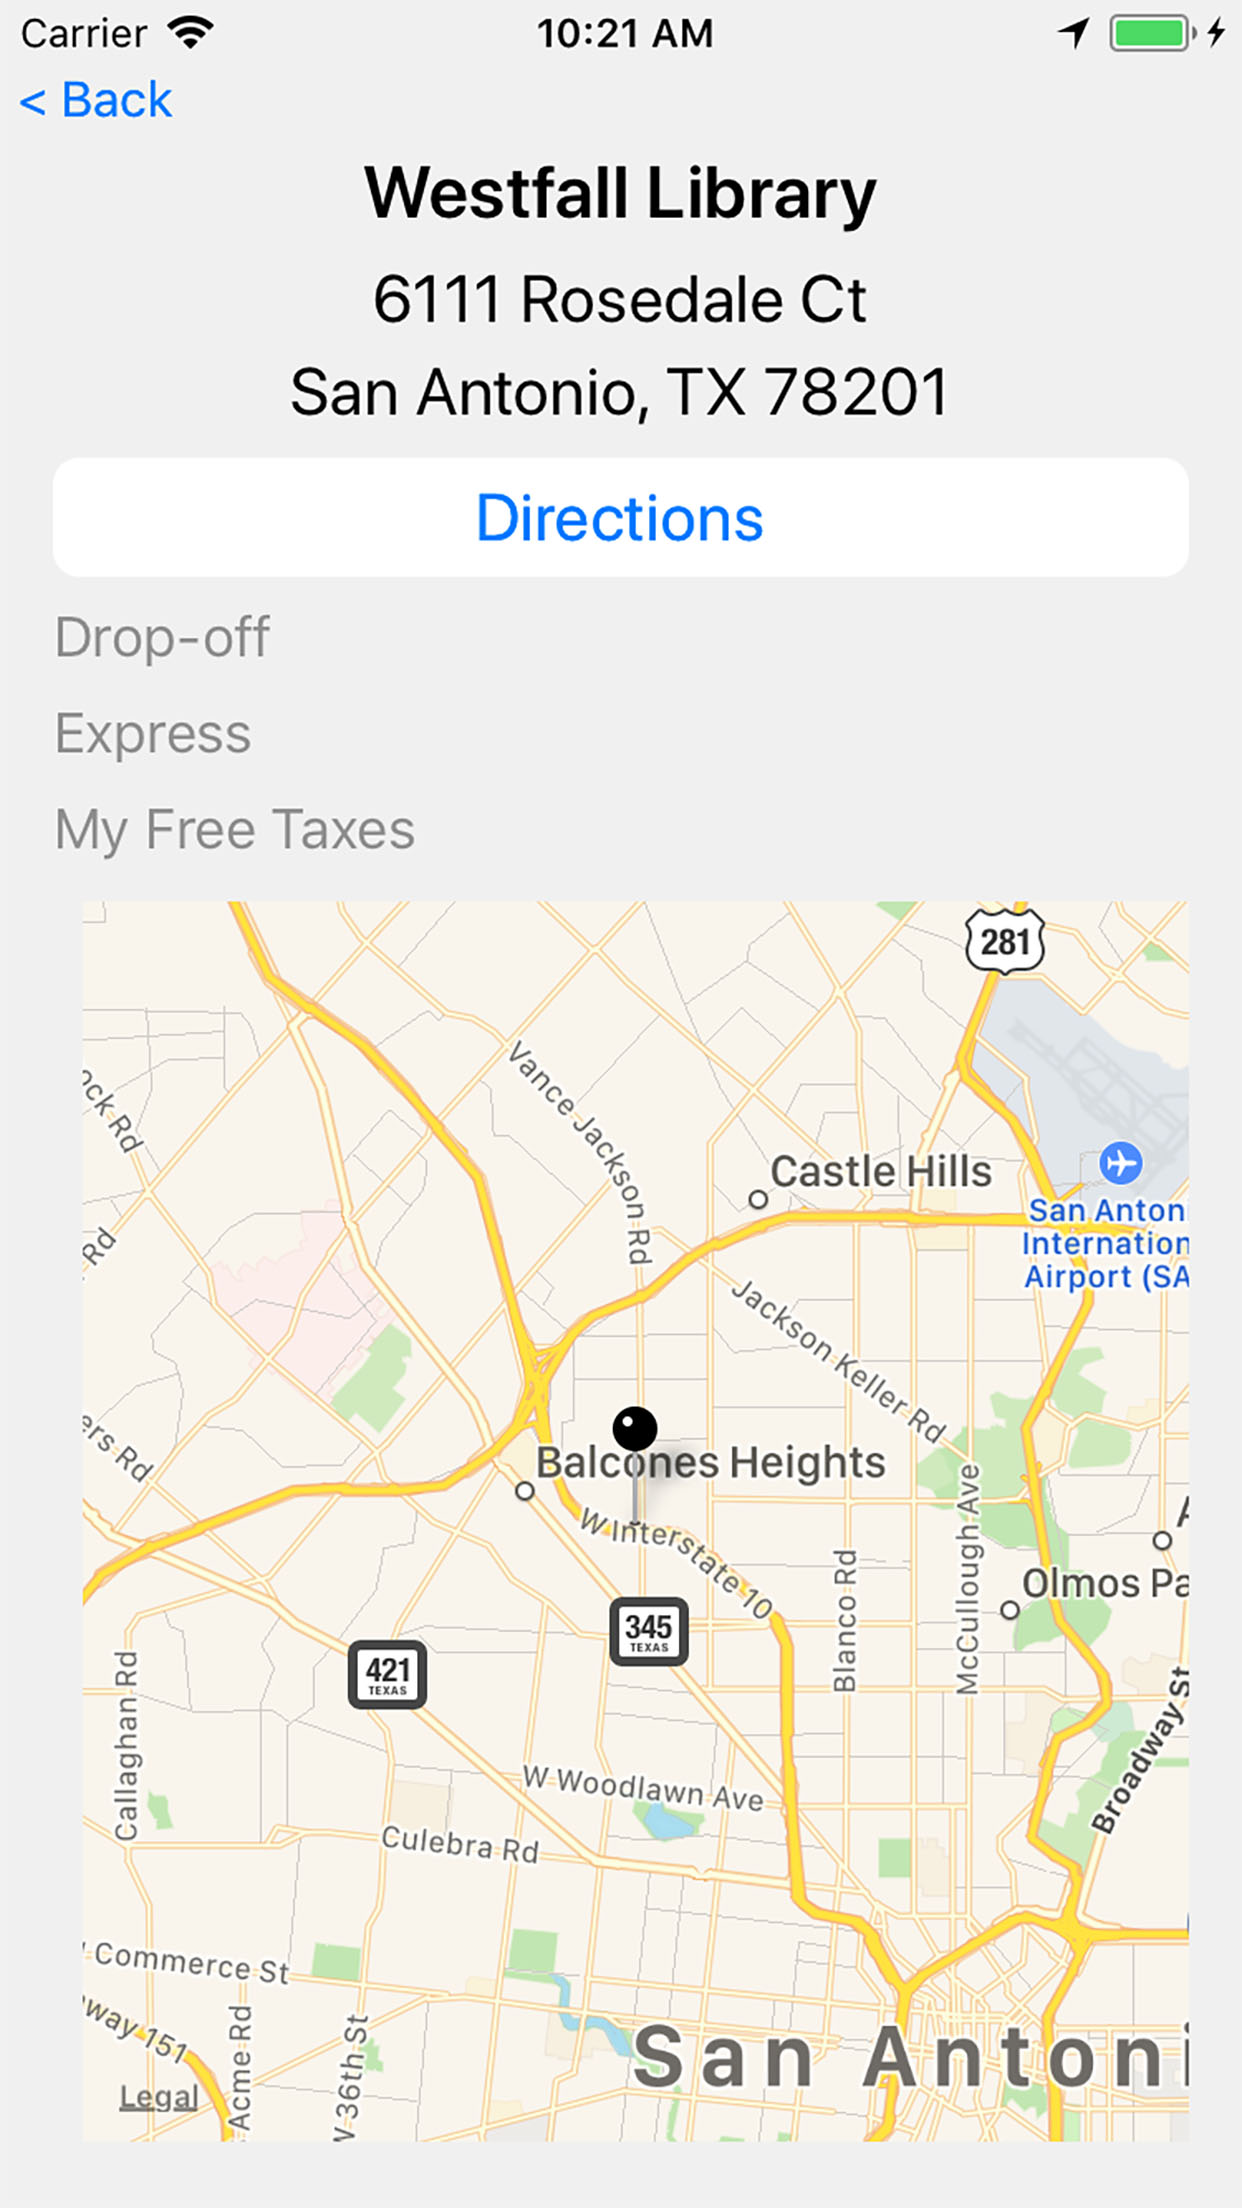 Carrier 10:21 AM
< Back
Westfall Library
6111 Rosedale Ct
San Antonio, TX 78201
Directions
Drop-off
Express
My Free Taxes
281
Vance Jackson Rd
ock Rd
Castle Hills
San Antoni
Internation
Airport (SA
Rd
Jackson Keller Rd
ers Rd
Balcones Heights
W Interstate 10
McCullough Ave
Blanco Rd
Olmos Pa
345
TEXAS
421
TEXAS
Callaghan Rd
Broadway St
W Woodlawn Ave
Culebra Rd
Commerce St
way 151
Acme Rd
W 36th St
San Antoni
Legal